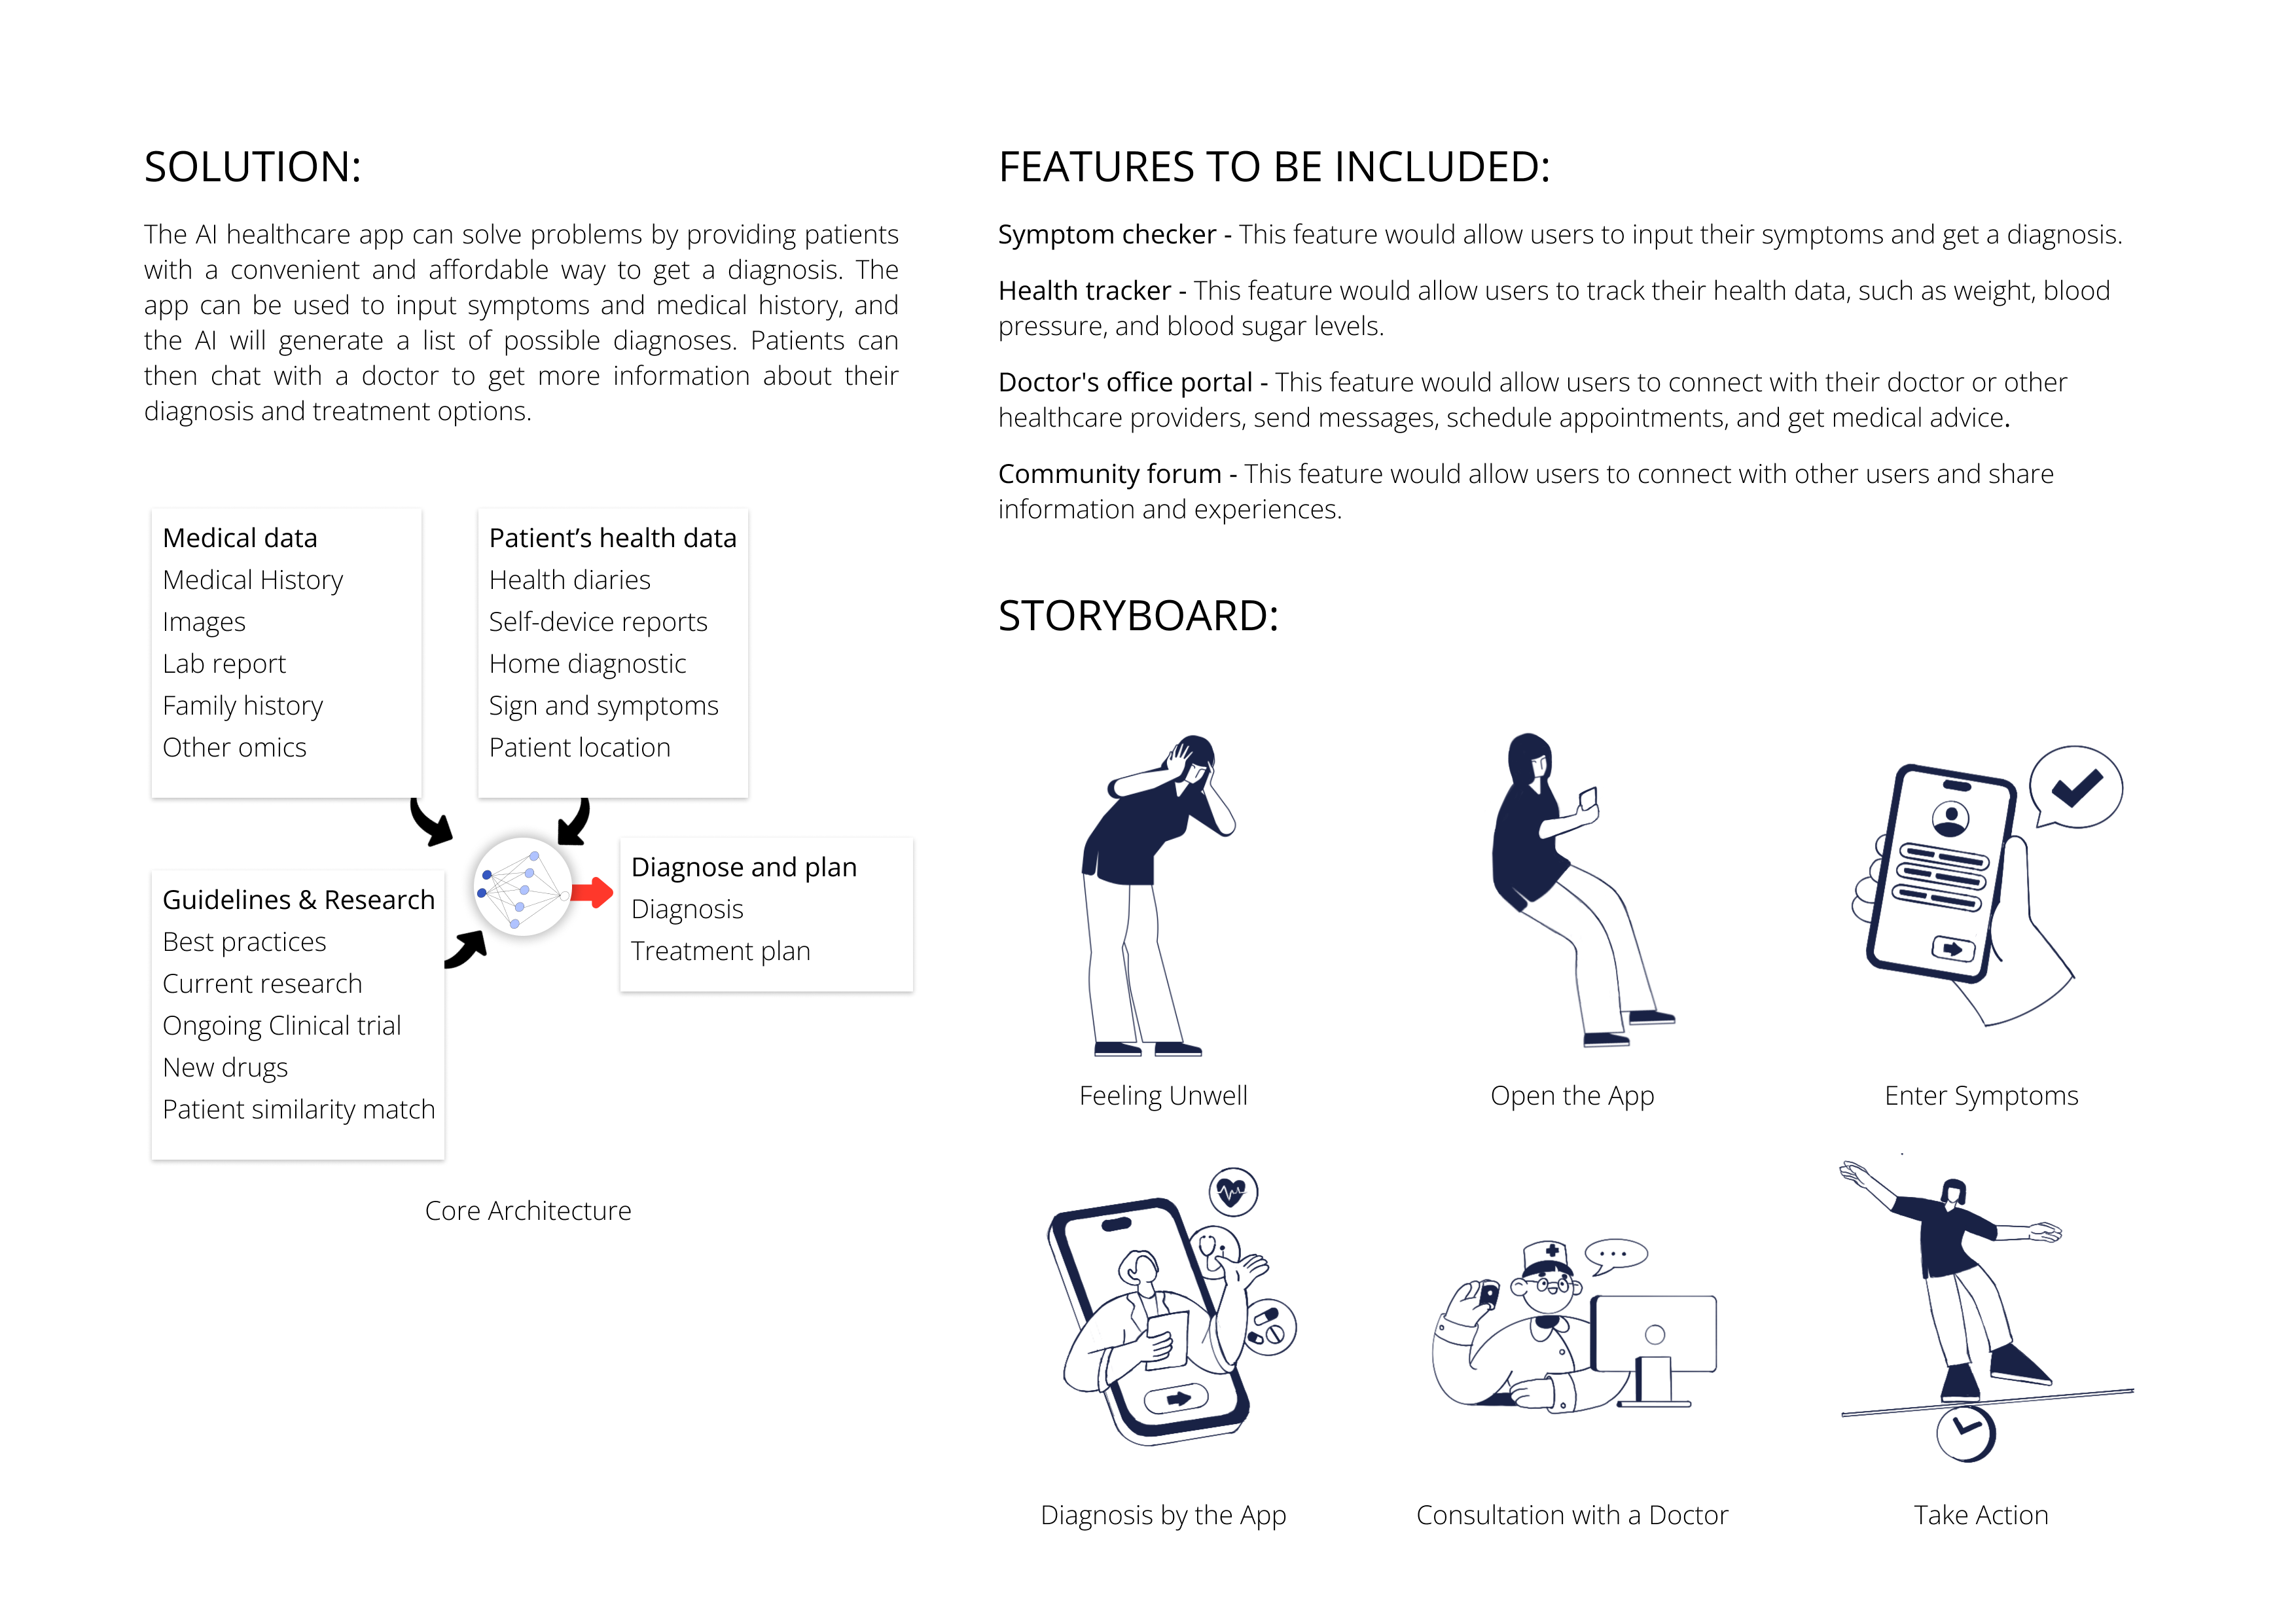 SOLUTION:
The AI healthcare app can solve problems by providing patients
with a convenient and affordable way to get a diagnosis. The
app can be used to input symptoms and medical history, and
the AI will generate a list of possible diagnoses. Patients can
then chat with a doctor to get more information about their
diagnosis and treatment options.
Medical data
Medical History
Images
Lab report
Family history
Other omics
Patient’s health data
Health diaries
Self-device reports
Home diagnostic
Sign and symptoms
Patient location
Guidelines & Research
Best practices
Current research
Ongoing Clinical trial
New drugs
Patient similarity match
Diagnose and plan
Diagnosis
Treatment plan
Core Architecture
FEATURES TO BE INCLUDED:
Symptom checker - This feature would allow users to input their symptoms and get a diagnosis.
Health tracker - This feature would allow users to track their health data, such as weight, blood
pressure, and blood sugar levels.
Doctor's office portal - This feature would allow users to connect with their doctor or other
healthcare providers, send messages, schedule appointments, and get medical advice.
Community forum - This feature would allow users to connect with other users and share
information and experiences.
STORYBOARD:
Feeling Unwell
Open the App
Enter Symptoms
Diagnosis by the App
Consultation with a Doctor
Take Action